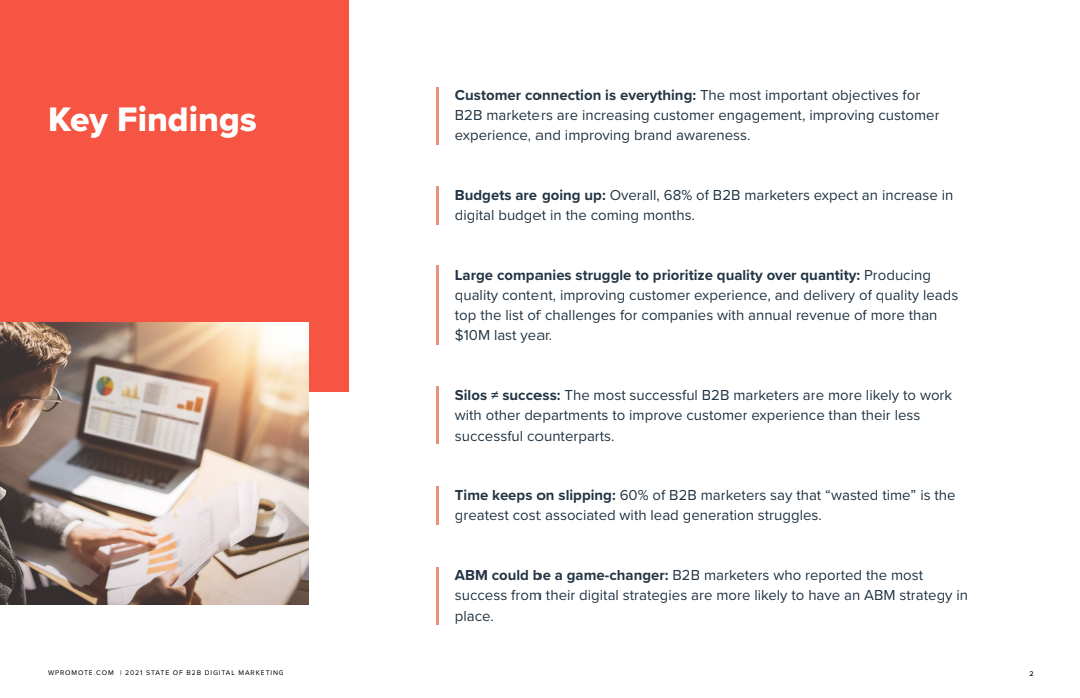 Key Findings
Customer connection is everything: The most important objectives for
B2B marketers are increasing customer engagement, improving customer
experience, and improving brand awareness.
Budgets are going up: Overall, 68% of B2B marketers expect an increase in
digital budget in the coming months.
Large companies struggle to prioritize quality over quantity: Producing
quality content, improving customer experience, and delivery of quality leads
top the list of challenges for companies with annual revenue of more than
$10M last year.
Silos ≠ success: The most successful B2B marketers are more likely to work
with other departments to improve customer experience than their less
successful counterparts.
Time keeps on slipping: 60% of B2B marketers say that “wasted time” is the
greatest cost associated with lead generation struggles.
ABM could be a game-changer: B2B marketers who reported the most
success from their digital strategies are more likely to have an ABM strategy in
place.
WPROMOTE.COM | 2021 STATE OF B2B DIGITAL MARKETING
2